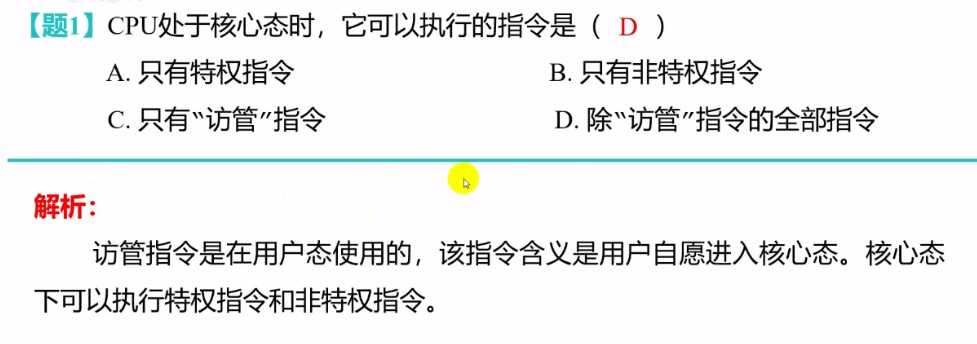 【题1】CPU处于核心态时，它可以执行的指令是（ D ）
A. 只有特权指令 B. 只有非特权指令
C. 只有“访管”指令 D. 除“访管”指令的全部指令
解析：
访管指令是在用户态使用的，该指令含义是用户自愿进入核心态。核心态
下可以执行特权指令和非特权指令。